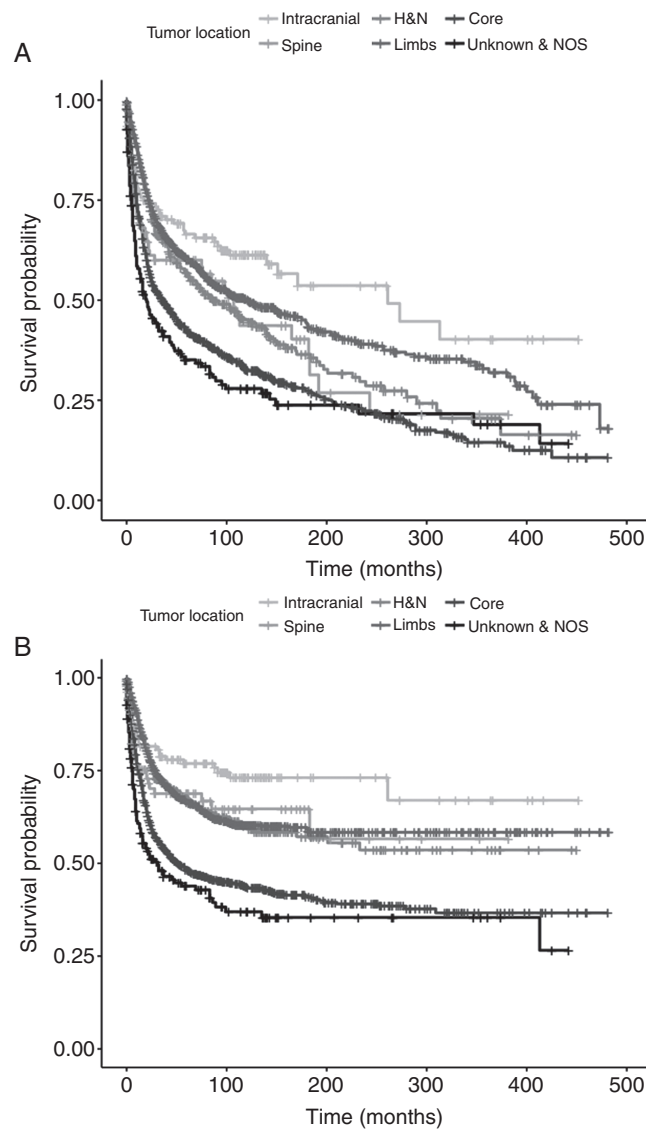 Tumor location
Intracranial
H&N
Core
Spine
Limbs
Unknown & NOS
A
1.00
0.75
0.50
0.25
0.00
Survival probability
0
100
200
300
400
500
Time (months)
Tumor location
Intracranial
H&N
Core
Spine
Limbs
Unknown & NOS
B
1.00
0.75
0.50
0.25
0.00
Survival probability
0
100
200
300
400
500
Time (months)